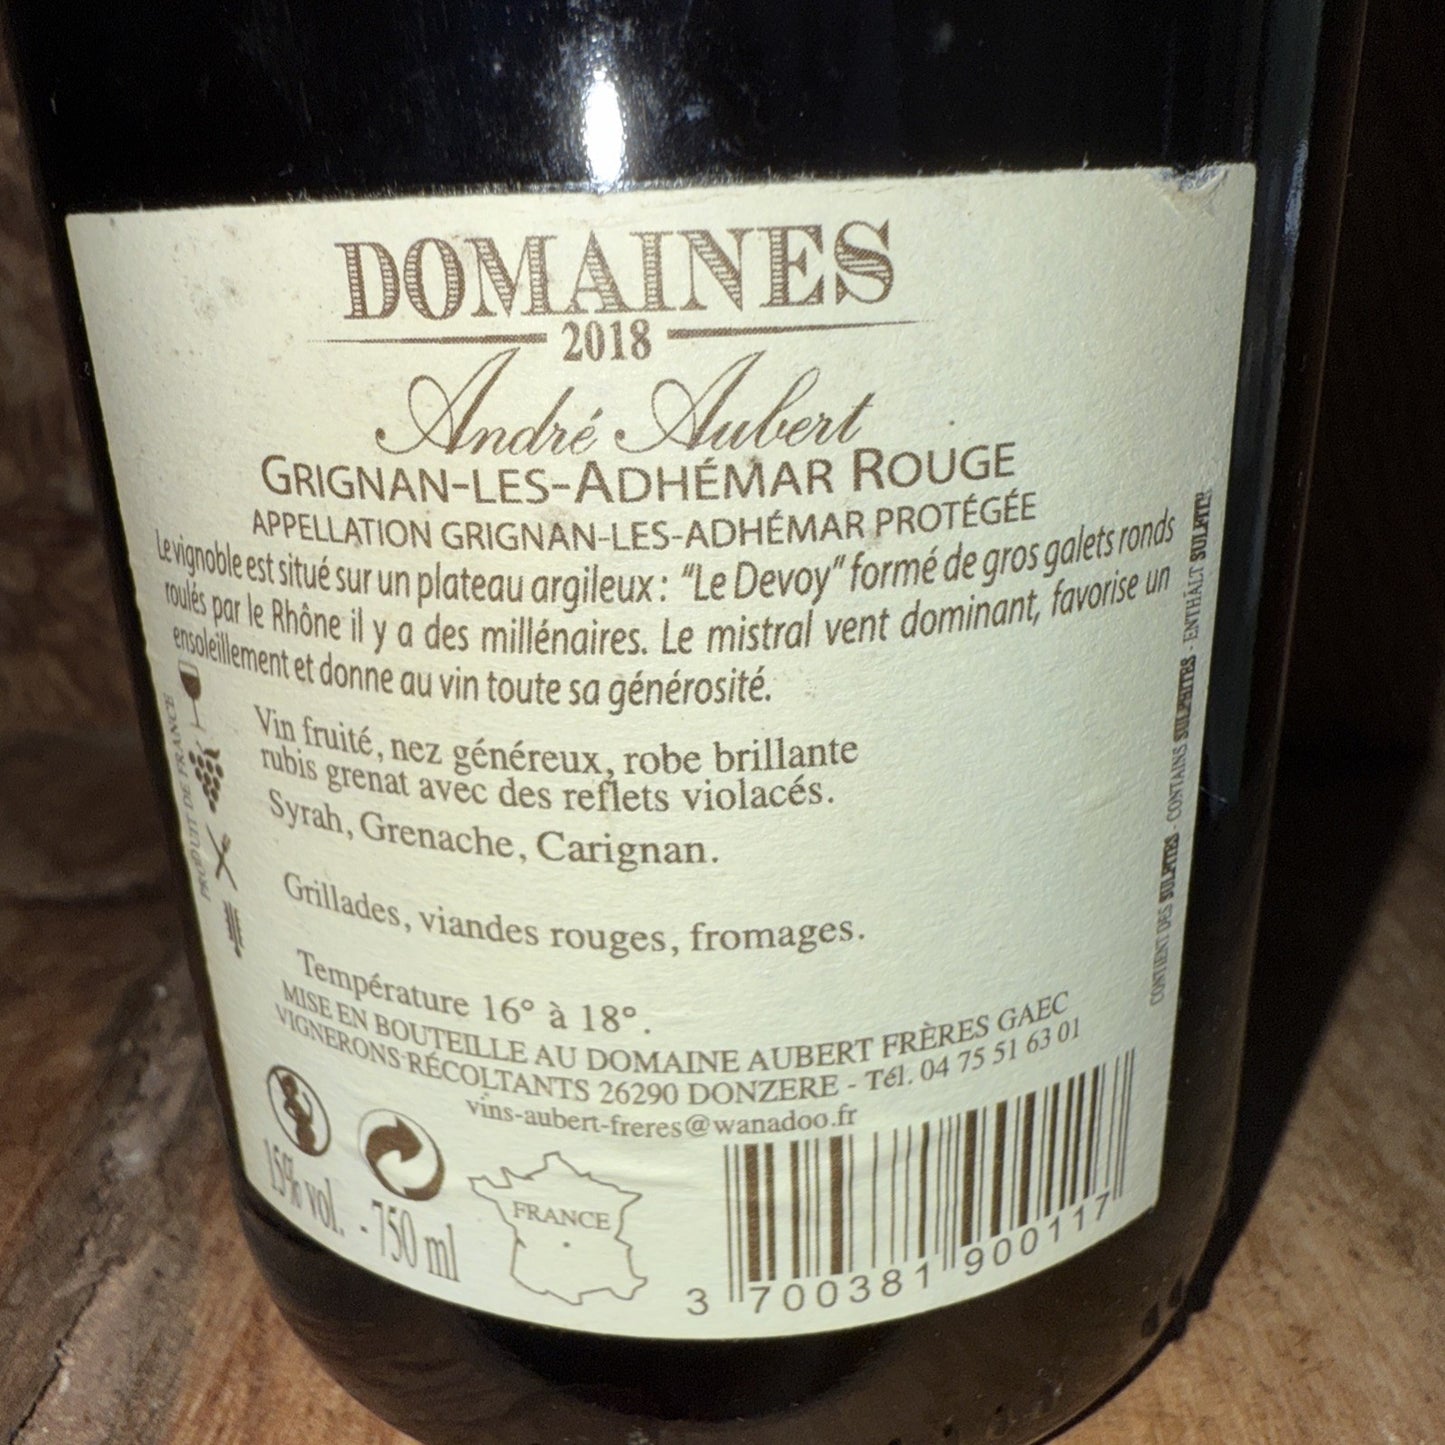 DOMAINES
2018
André Aubert
GRIGNAN-LES-ADHÉMAR ROUGE
APPELLATION GRIGNAN-LES-ADHÉMAR PROTÉGÉE
Le vignoble est situé sur un plateau argileux : "Le Devoy" formé de gros galets ronds
roulés par le Rhône il y a des millénaires. Le mistral vent dominant, favorise un
ensoleillement et donne au vin toute sa générosité.
Vin fruité, nez généreux, robe brillante
rubis grenat avec des reflets violacés.
Syrah, Grenache, Carignan.
Grillades, viandes rouges, fromages.
Température 16° à 18°.
MISE EN BOUTEILLE AU DOMAINE AUBERT FRÈRES GAEC
VIGNERONS RÉCOLTANTS 26290 DONZERE - Tél. 04 75 51 63 01
vins-aubert-freres@wanadoo.fr
15% vol. - 750 ml
FRANCE
3 700381 900117
PRODUIT DE FRANCE
CONTIENT DES SULFITES - CONTAINS SULPHITES - ENTHÄLT